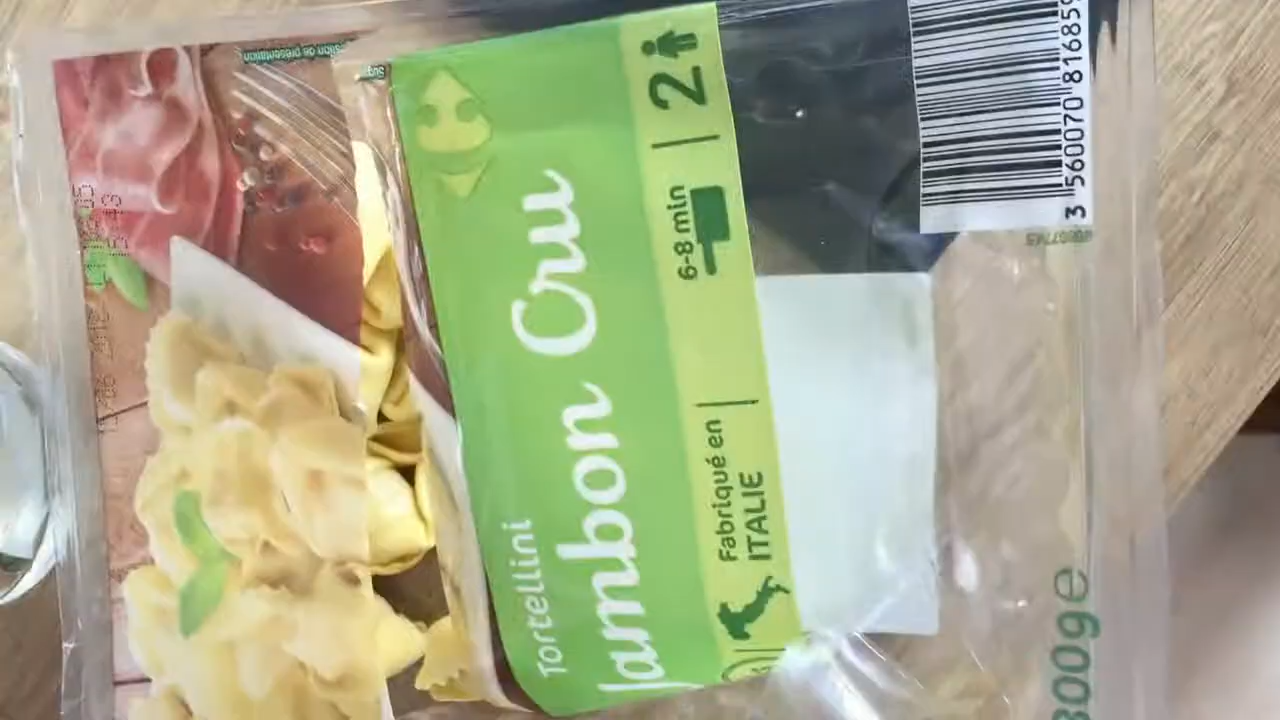 Tortellini
Jambon Cru
Fabriqué en
ITALIE
6-8 min
2
300g e
3 560070 81685